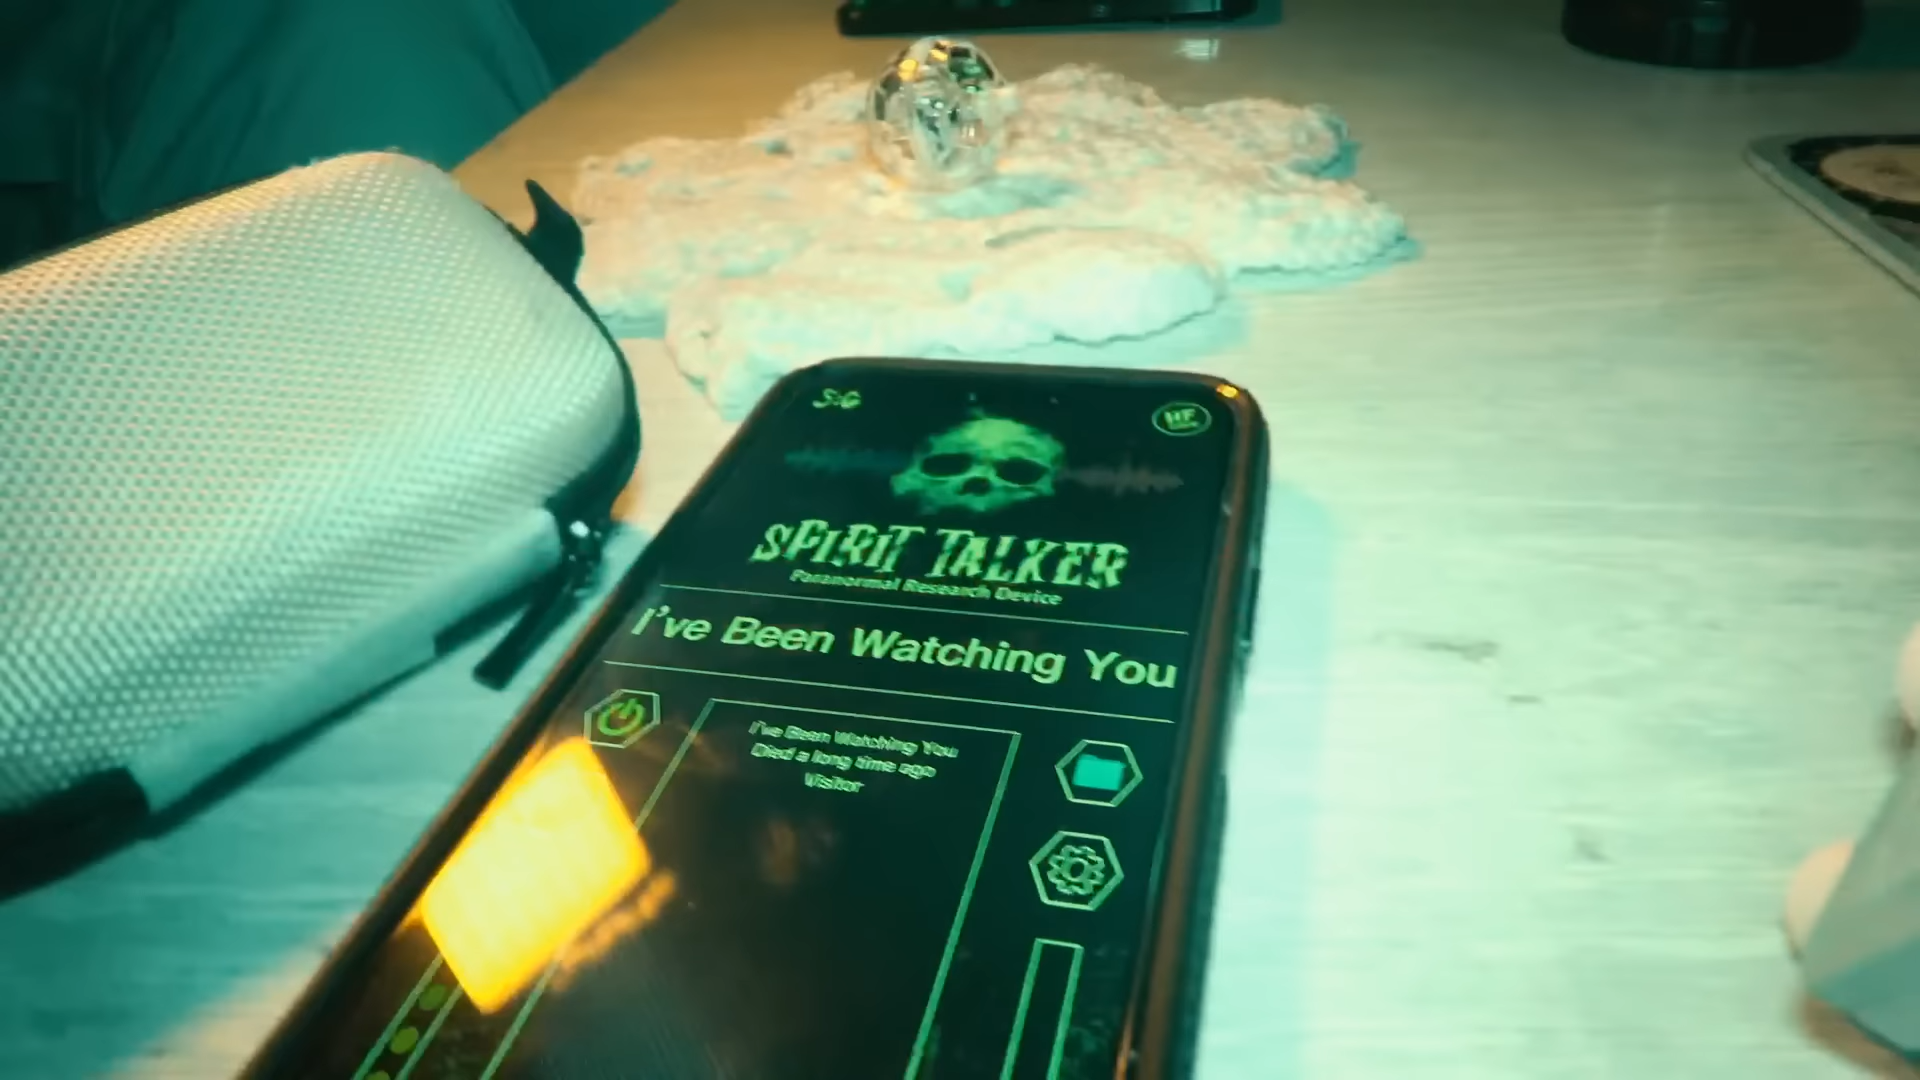 SPIRIT TALKER
Paranormal Research Device
I've Been Watching You
I've Been Watching You
Died a long time ago
Visitor